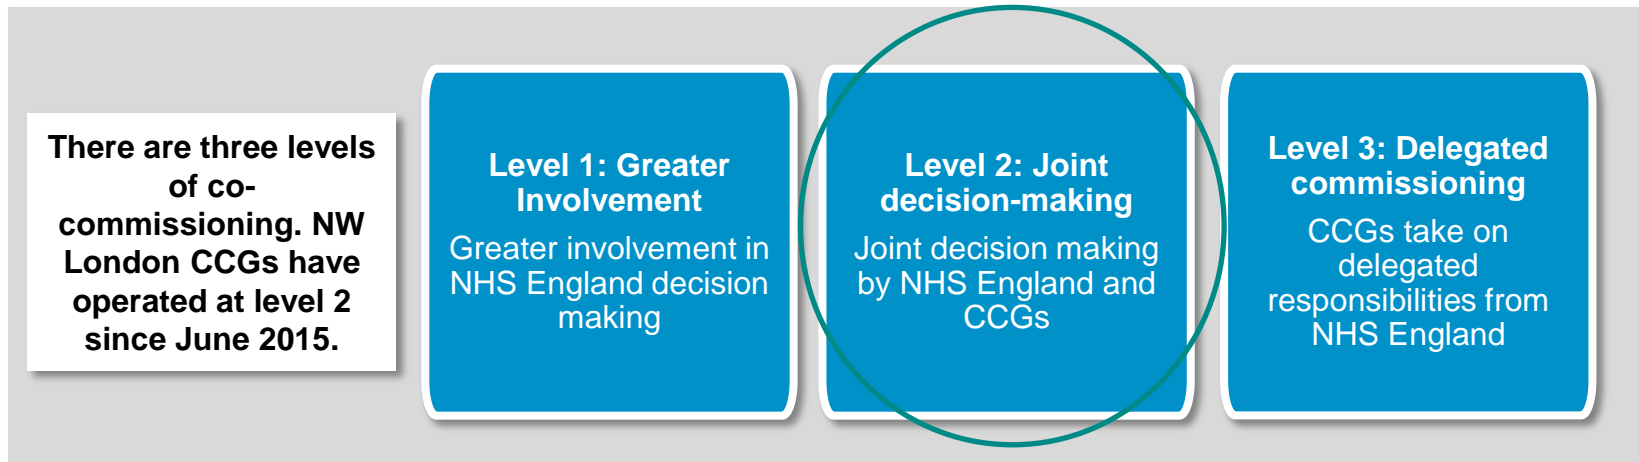 There are three levels
of co-
commissioning. NW
London CCGs have
operated at level 2
since June 2015.
Level 1: Greater
Involvement
Greater involvement in
NHS England decision
making
Level 2: Joint
decision-making
Joint decision making
by NHS England and
CCGs
Level 3: Delegated
commissioning
CCGs take on
delegated
responsibilities from
NHS England